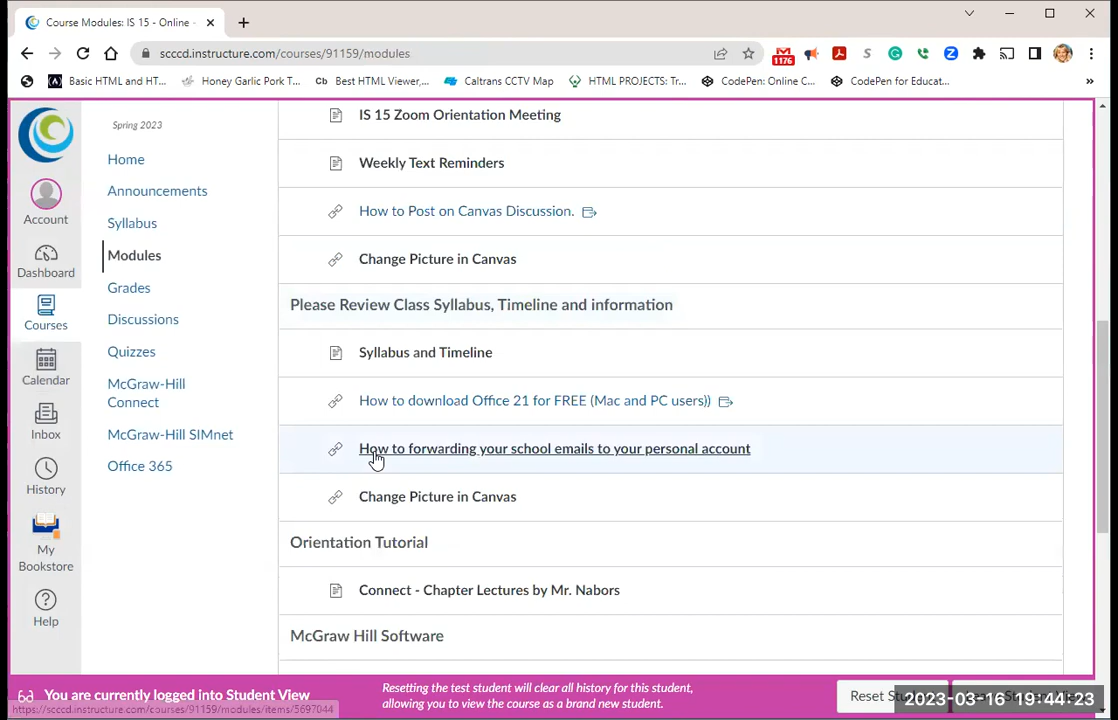 Course Modules: IS 15 - Online -
scccd.instructure.com/courses/91159/modules
1176
Basic HTML and HT...
Honey Garlic Pork T...
Cb Best HTML Viewer,...
Caltrans CCTV Map
HTML PROJECTS: Tr...
CodePen: Online C...
CodePen for Educat...
»
Account
Dashboard
Courses
Calendar
Inbox
History
My
Bookstore
Help
Spring 2023
Home
Announcements
Syllabus
Modules
Grades
Discussions
Quizzes
McGraw-Hill
Connect
McGraw-Hill SIMnet
Office 365
IS 15 Zoom Orientation Meeting
Weekly Text Reminders
How to Post on Canvas Discussion.
Change Picture in Canvas
Please Review Class Syllabus, Timeline and information
Syllabus and Timeline
How to download Office 21 for FREE (Mac and PC users))
How to forwarding your school emails to your personal account
Change Picture in Canvas
Orientation Tutorial
Connect - Chapter Lectures by Mr. Nabors
McGraw Hill Software
You are currently logged into Student View
Resetting the test student will clear all history for this student,
allowing you to view the course as a brand new student.
Reset
2023-03-16 19:44:23
https://scccd.instructure.com/courses/91159/modules/items/5697044